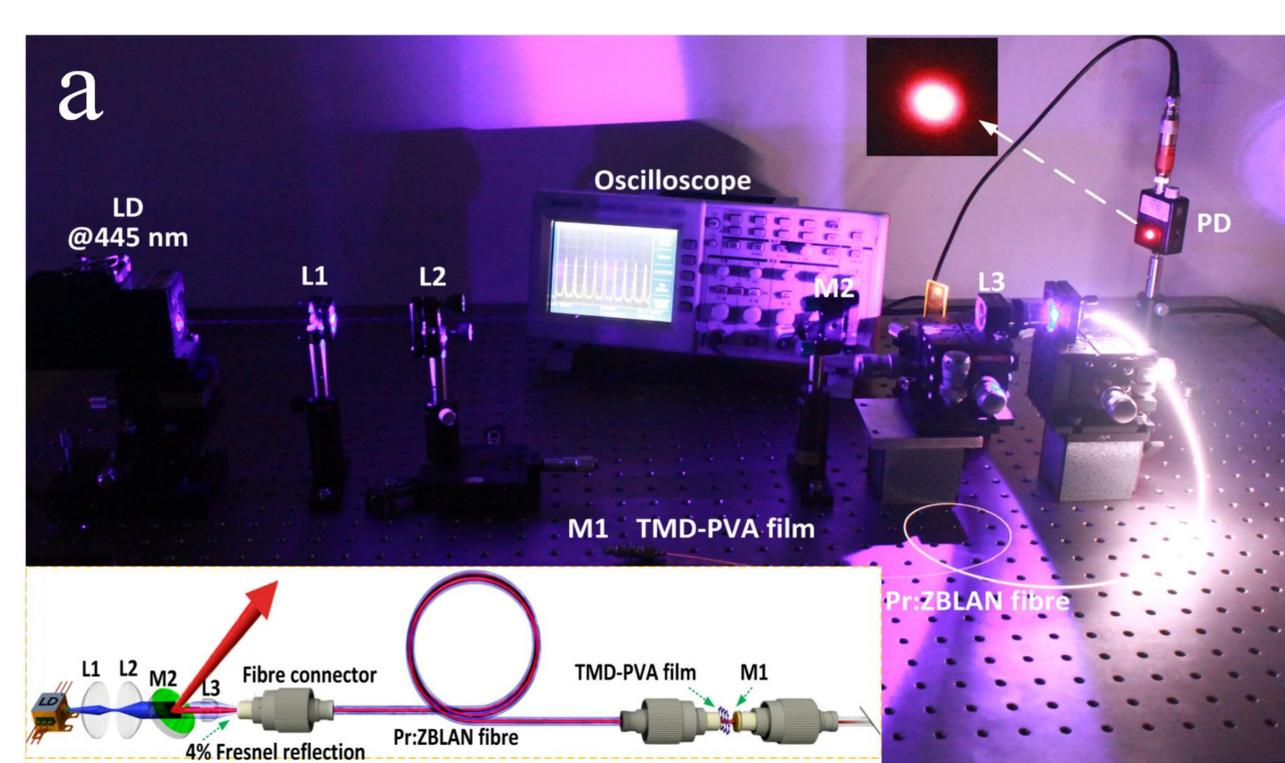 a
LD
@445 nm
L1
L2
Oscilloscope
M2
L3
PD
M1 TMD-PVA film
Pr:ZBLAN fibre
L1
L2
M2
L3
LD
Fibre connector
4% Fresnel reflection
Pr:ZBLAN fibre
TMD-PVA film
M1